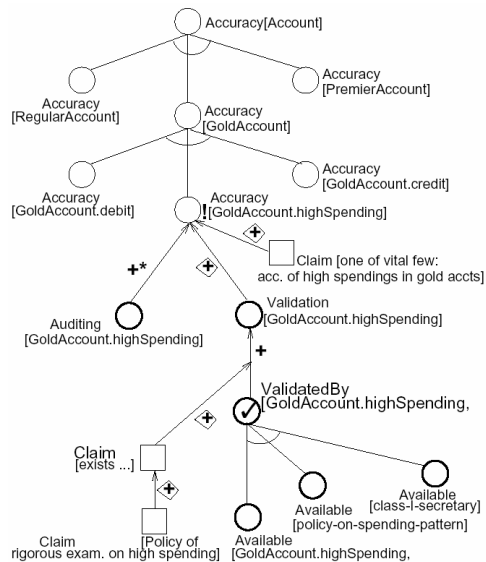 Accuracy[Account]
Accuracy
[RegularAccount]
Accuracy
[PremierAccount]
Accuracy
[GoldAccount]
Accuracy
[GoldAccount.debit]
Accuracy
[GoldAccount.credit]
! Accuracy
[GoldAccount.highSpending]
+
Claim [one of vital few:
acc. of high spendings in gold accts]
+*
+
Auditing
[GoldAccount.highSpending]
Validation
[GoldAccount.highSpending]
+
ValidatedBy
[GoldAccount.highSpending,
+
Claim
[exists ...]
+
Available
[class-I-secretary]
Available
[policy-on-spending-pattern]
Claim [Policy of
rigorous exam. on high spending]
Available
[GoldAccount.highSpending,